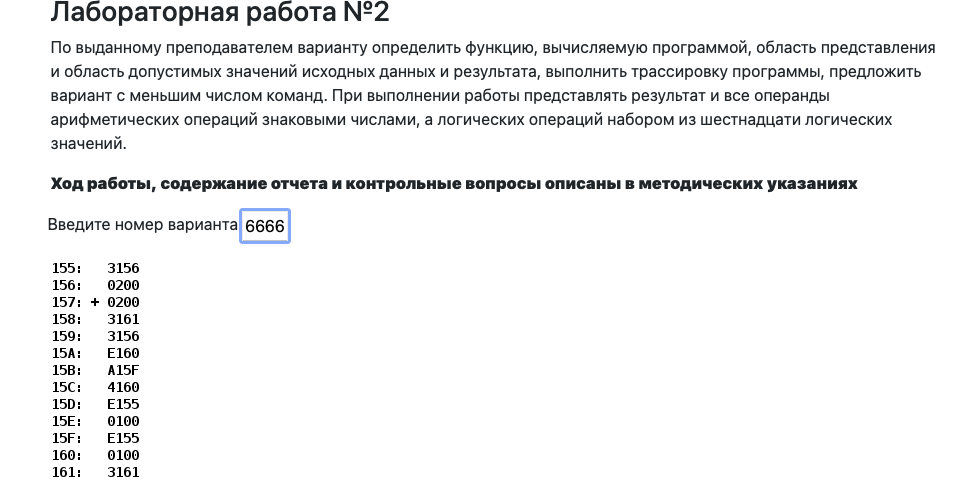 Лабораторная работа №2
По выданному преподавателем варианту определить функцию, вычисляемую программой, область представления
и область допустимых значений исходных данных и результата, выполнить трассировку программы, предложить
вариант с меньшим числом команд. При выполнении работы представлять результат и все операнды
арифметических операций знаковыми числами, а логических операций набором из шестнадцати логических
значений.
Ход работы, содержание отчета и контрольные вопросы описаны в методических указаниях
Введите номер варианта 6666
155: 3156
156: 0200
157: + 0200
158: 3161
159: 3156
15A: E160
15B: A15F
15C: 4160
15D: E155
15E: 0100
15F: E155
160: 0100
161: 3161